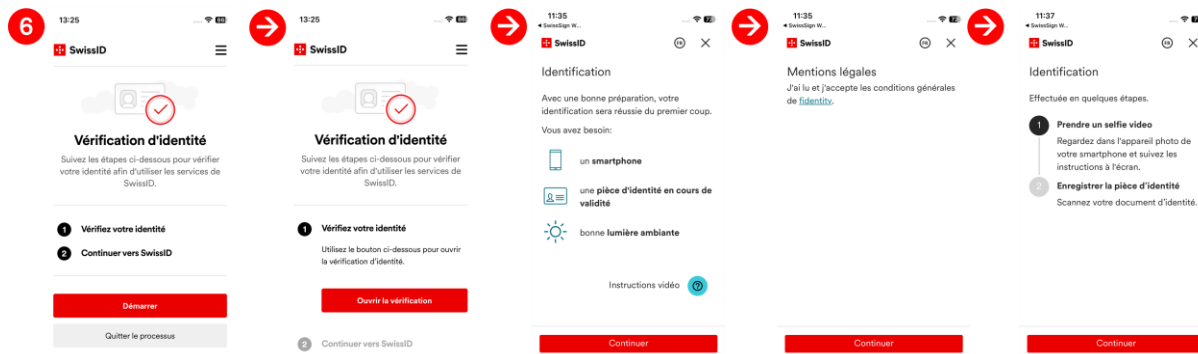 6
13:25
SwissID
Vérification d'identité
Suivez les étapes ci-dessous pour vérifier
votre identité afin d'utiliser les services de
SwissID.
1 Vérifiez votre identité
2 Continuer vers SwissID
Démarrer
Quitter le processus
13:25
SwissID
Vérification d'identité
Suivez les étapes ci-dessous pour vérifier
votre identité afin d'utiliser les services de
SwissID.
1 Vérifiez votre identité
Utilisez le bouton ci-dessous pour ouvrir
la vérification d'identité.
Ouvrir la vérification
2 Continuer vers SwissID
11:35
SwissSign W...
72
SwissID
FR
Identification
Avec une bonne préparation, votre
identification sera réussie du premier coup.
Vous avez besoin:
un smartphone
une pièce d'identité en cours de
validité
bonne lumière ambiante
Instructions vidéo
Continuer
11:35
SwissSign W...
SwissID
FR
Mentions légales
J'ai lu et j'accepte les conditions générales
de fidentity.
Continuer
11:37
SwissSign W...
SwissID
FR
Identification
Effectuée en quelques étapes.
1 Prendre un selfie video
Regardez dans l'appareil photo de
votre smartphone et suivez les
instructions à l'écran.
2 Enregistrer la pièce d'identité
Scannez votre document d'identité.
Continuer